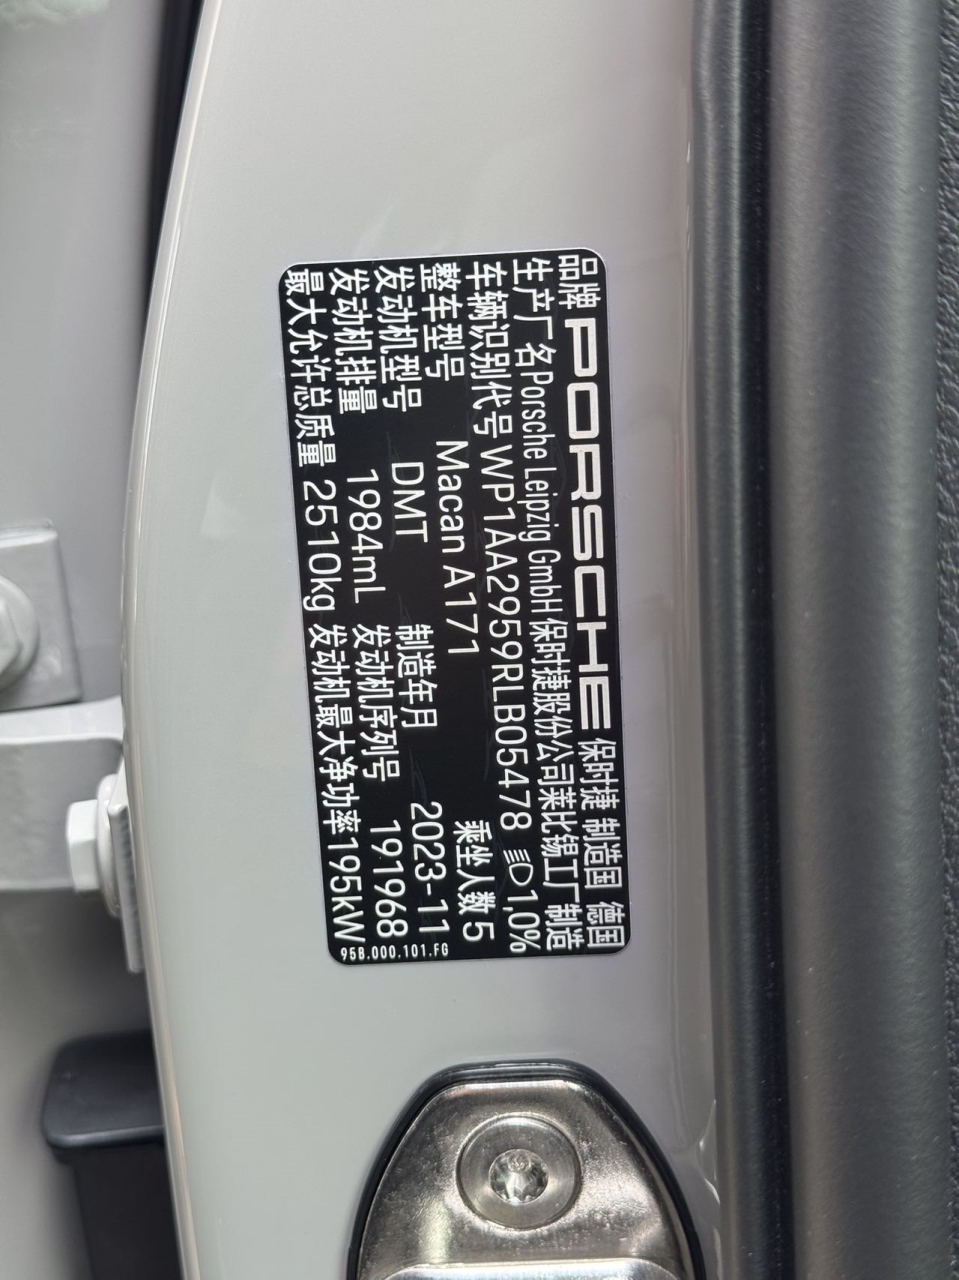 品牌 PORSCHE 保时捷 制造国 德国
生产厂名Porsche Leipzig GmbH 保时捷股份公司莱比锡工厂制造
车辆识别代号 WP1AA2959RLB05478 1,0%
整车型号 Macan A171 乘坐人数 5
发动机型号 DMT 制造年月 2023-11
发动机排量 1984mL 发动机序列号 191968
最大允许总质量 2510kg 发动机最大净功率195kW
95B.000.101.FG